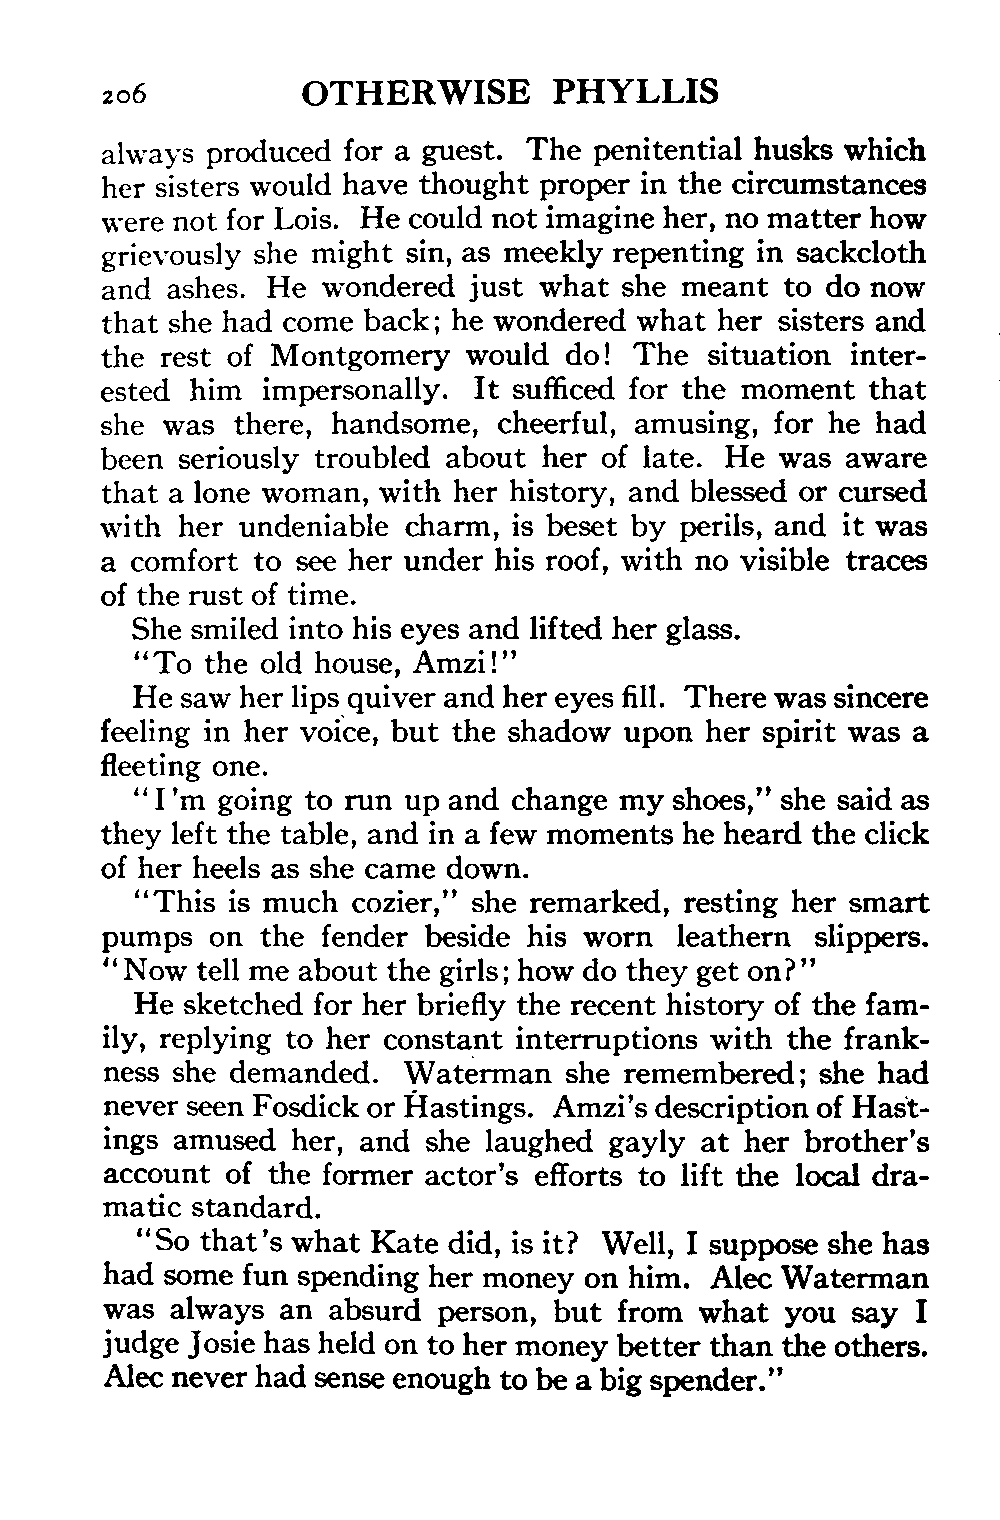 206 OTHERWISE PHYLLIS
always produced for a guest. The penitential husks which
her sisters would have thought proper in the circumstances
were not for Lois. He could not imagine her, no matter how
grievously she might sin, as meekly repenting in sackcloth
and ashes. He wondered just what she meant to do now
that she had come back; he wondered what her sisters and
the rest of Montgomery would do! The situation inter-
ested him impersonally. It sufficed for the moment that
she was there, handsome, cheerful, amusing, for he had
been seriously troubled about her of late. He was aware
that a lone woman, with her history, and blessed or cursed
with her undeniable charm, is beset by perils, and it was
a comfort to see her under his roof, with no visible traces
of the rust of time.
She smiled into his eyes and lifted her glass.
"To the old house, Amzi!"
He saw her lips quiver and her eyes fill. There was sincere
feeling in her voice, but the shadow upon her spirit was a
fleeting one.
"I'm going to run up and change my shoes," she said as
they left the table, and in a few moments he heard the click
of her heels as she came down.
"This is much cozier," she remarked, resting her smart
pumps on the fender beside his worn leathern slippers.
"Now tell me about the girls; how do they get on?"
He sketched for her briefly the recent history of the fam-
ily, replying to her constant interruptions with the frank-
ness she demanded. Waterman she remembered; she had
never seen Fosdick or Hastings. Amzi's description of Hast-
ings amused her, and she laughed gayly at her brother's
account of the former actor's efforts to lift the local dra-
matic standard.
"So that's what Kate did, is it? Well, I suppose she has
had some fun spending her money on him. Alec Waterman
was always an absurd person, but from what you say I
judge Josie has held on to her money better than the others.
Alec never had sense enough to be a big spender."